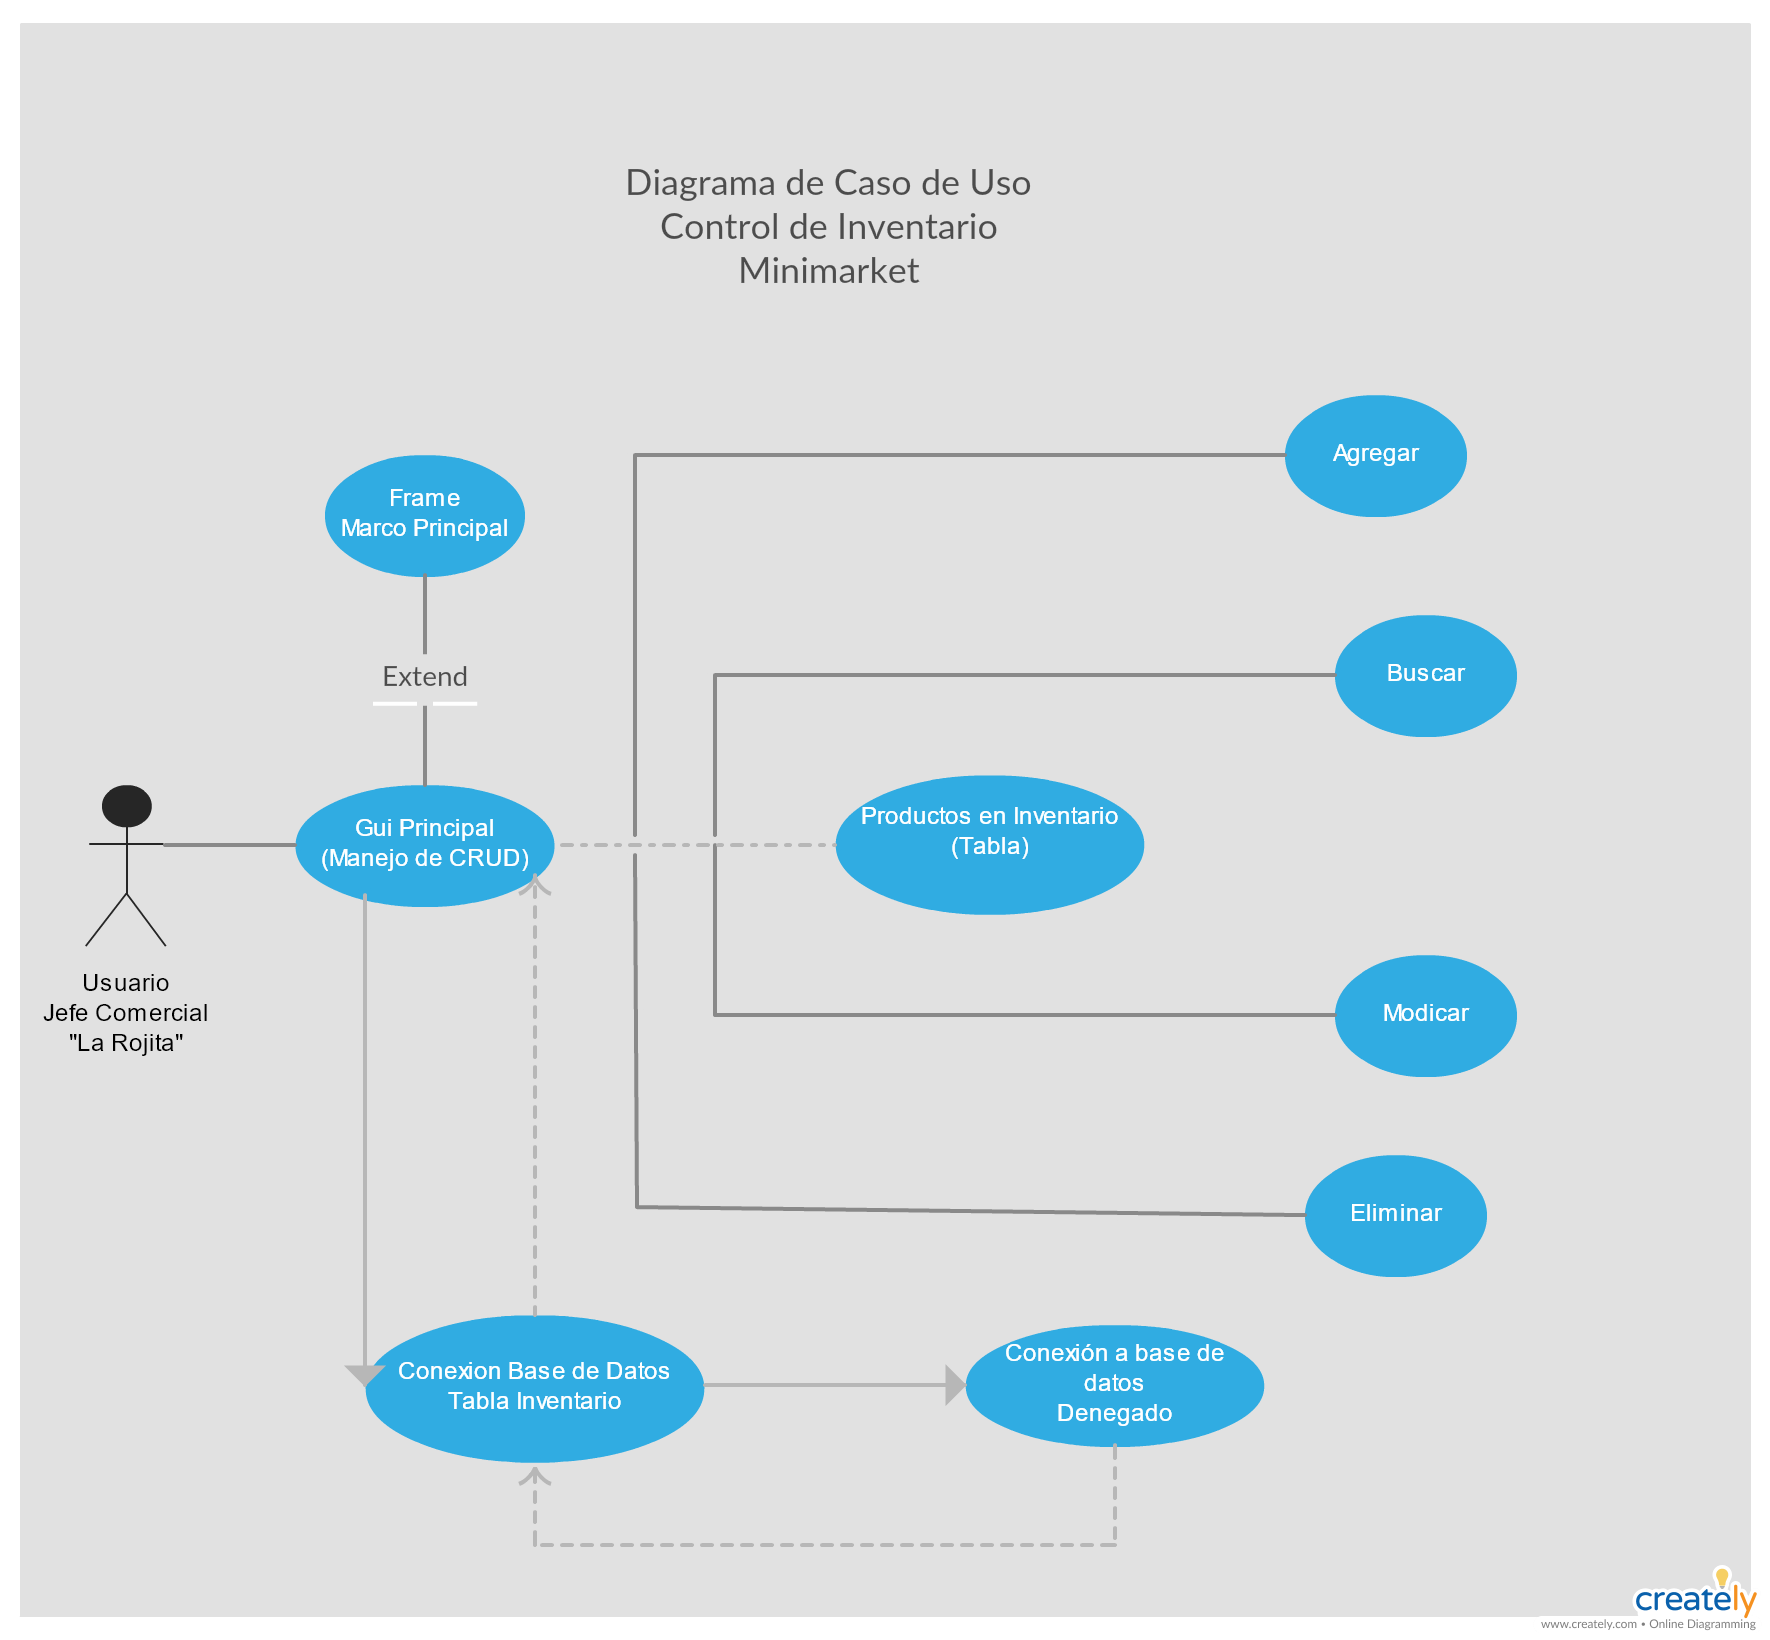 Diagrama de Caso de Uso
Control de Inventario
Minimarket
Agregar
Frame
Marco Principal
Extend
Buscar
Gui Principal
(Manejo de CRUD)
Productos en Inventario
(Tabla)
Usuario
Jefe Comercial
"La Rojita"
Modicar
Eliminar
Conexion Base de Datos
Tabla Inventario
Conexión a base de
datos
Denegado
creately
www.creately.com • Online Diagramming